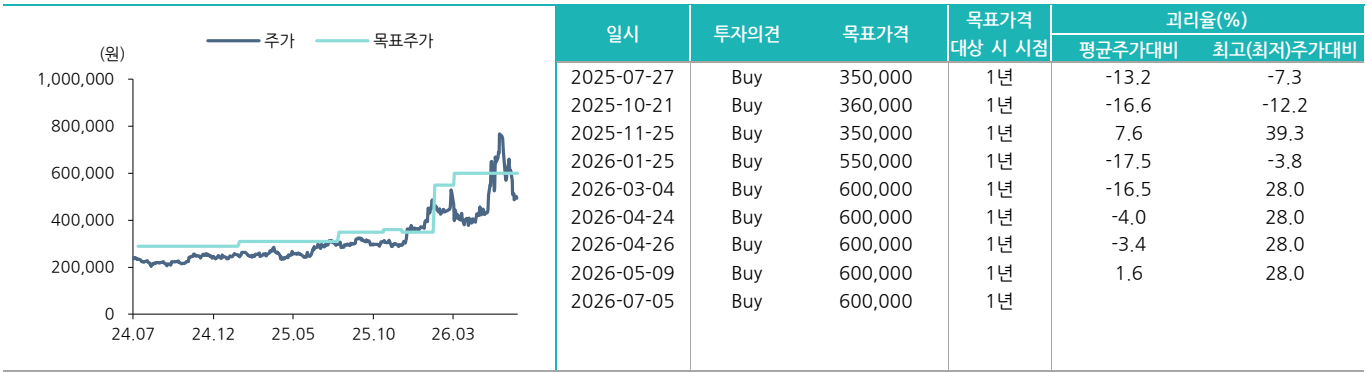 주가 목표주가
(원)
1,000,000
800,000
600,000
400,000
200,000
0
24.07 24.12 25.05 25.10 26.03
일시 투자의견 목표가격 목표가격 대상 시 시점 괴리율(%)
평균주가대비 최고(최저)주가대비
2025-07-27 Buy 350,000 1년 -13.2 -7.3
2025-10-21 Buy 360,000 1년 -16.6 -12.2
2025-11-25 Buy 350,000 1년 7.6 39.3
2026-01-25 Buy 550,000 1년 -17.5 -3.8
2026-03-04 Buy 600,000 1년 -16.5 28.0
2026-04-24 Buy 600,000 1년 -4.0 28.0
2026-04-26 Buy 600,000 1년 -3.4 28.0
2026-05-09 Buy 600,000 1년 1.6 28.0
2026-07-05 Buy 600,000 1년